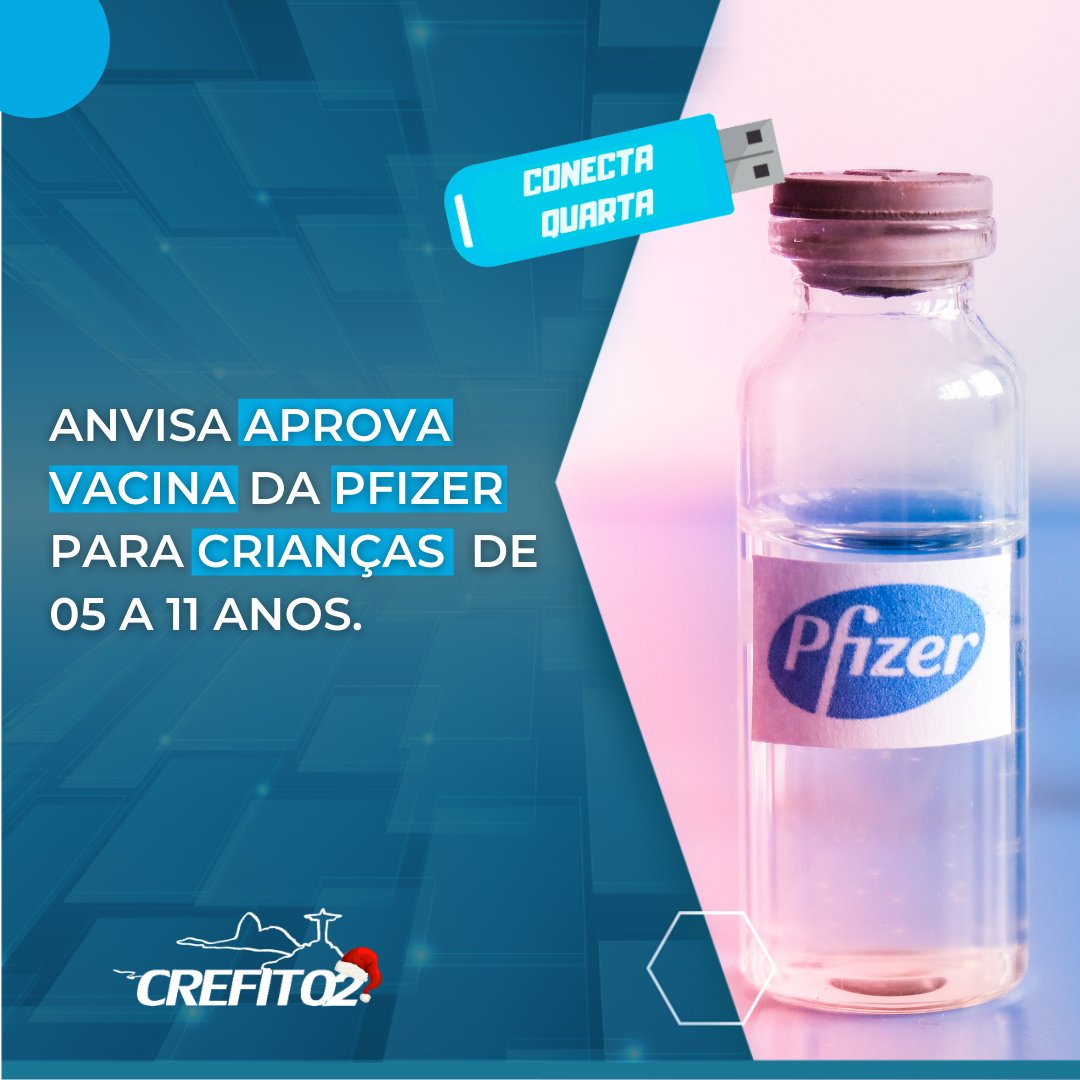 CONECTA
QUARTA
ANVISA APROVA
VACINA DA PFIZER
PARA CRIANÇAS DE
05 A 11 ANOS.
Pfizer
CREFITO2